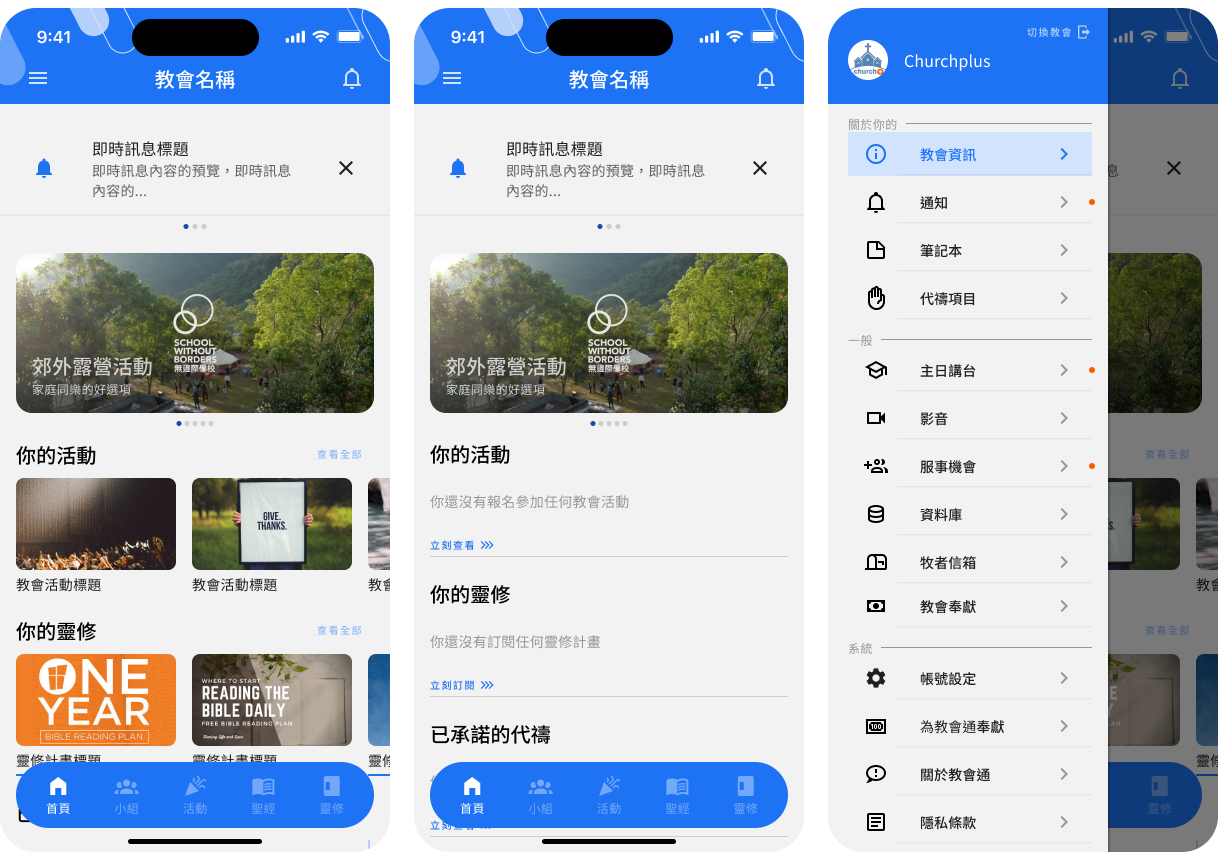 9:41
教會名稱
即時訊息標題
即時訊息內容的預覽，即時訊息
內容的...
SCHOOL
WITHOUT
BORDERS
無邊際學校
郊外露營活動
家庭同樂的好選項
你的活動
查看全部
GIVE
THANKS.
教會活動標題
教會活動標題
教會
你的靈修
查看全部
ONE
YEAR
BIBLE READING PLAN
WHERE TO START
READING THE
BIBLE DAILY
FREE BIBLE READING PLAN
Sharing Life and Love
靈修計畫標題
靈修計畫標題
靈修
首頁
小組
活動
聖經
靈修
9:41
教會名稱
即時訊息標題
即時訊息內容的預覽，即時訊息
內容的...
SCHOOL
WITHOUT
BORDERS
無邊際學校
郊外露營活動
家庭同樂的好選項
你的活動
你還沒有報名參加任何教會活動
立刻查看
你的靈修
你還沒有訂閱任何靈修計畫
立刻訂閱
已承諾的代禱
立刻查看
首頁
小組
活動
聖經
靈修
切換教會
church+
Churchplus
關於你的
教會資訊
通知
筆記本
代禱項目
一般
主日講台
影音
服事機會
資料庫
牧者信箱
教會奉獻
系統
帳號設定
為教會通奉獻
關於教會通
隱私條款
息
查看全部
教會
查看全部
靈修
靈修